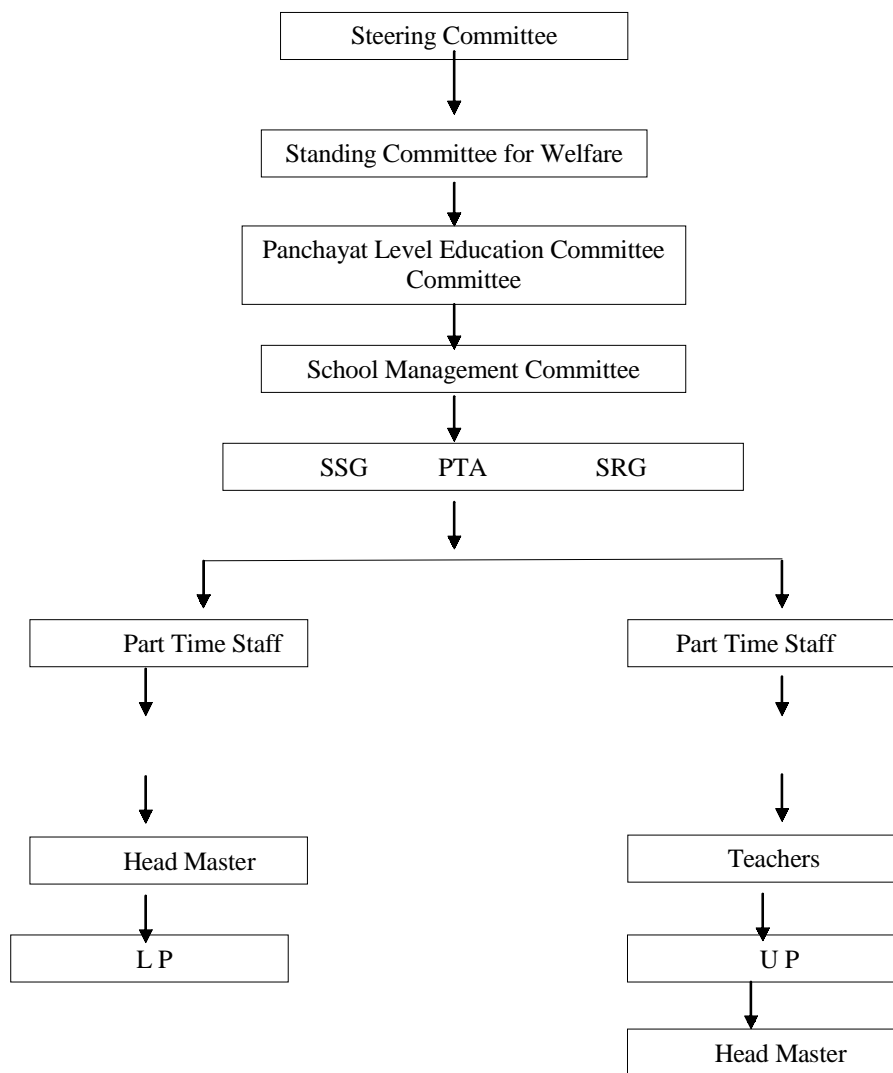 Steering Committee
Standing Committee for Welfare
Panchayat Level Education Committee
Committee
School Management Committee
SSG PTA SRG
Part Time Staff Part Time Staff
Head Master Teachers
L P U P
Head Master